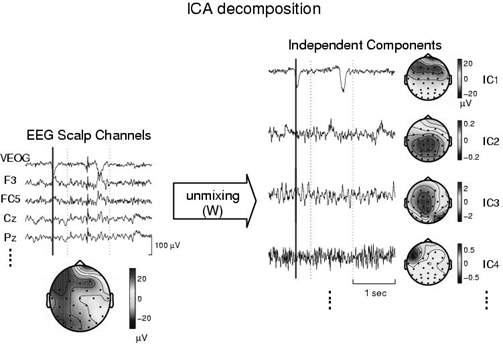 ICA decomposition
Independent Components
EEG Scalp Channels
VEOG
F3
FC5
Cz
Pz
100 µV
30
0
-30
µV
unmixing
(W)
20
0
-20
µV
IC1
0.2
0
-0.2
IC2
2
0
-2
IC3
0.5
0
-0.5
IC4
1 sec